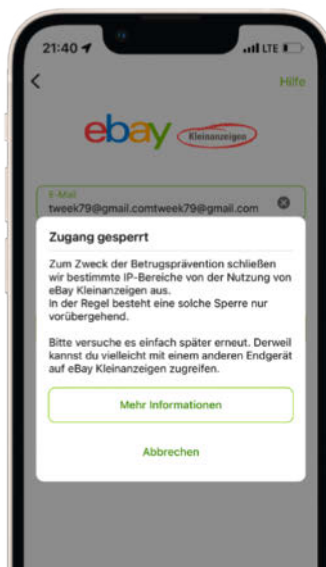 21:40 LTE
Hilfe
ebay Kleinanzeigen
E-Mail
tweek79@gmail.comtweek79@gmail.com
Zugang gesperrt
Zum Zweck der Betrugsprävention schließen
wir bestimmte IP-Bereiche von der Nutzung von
eBay Kleinanzeigen aus.
In der Regel besteht eine solche Sperre nur
vorübergehend.
Bitte versuche es einfach später erneut. Derweil
kannst du vielleicht mit einem anderen Endgerät
auf eBay Kleinanzeigen zugreifen.
Mehr Informationen
Abbrechen